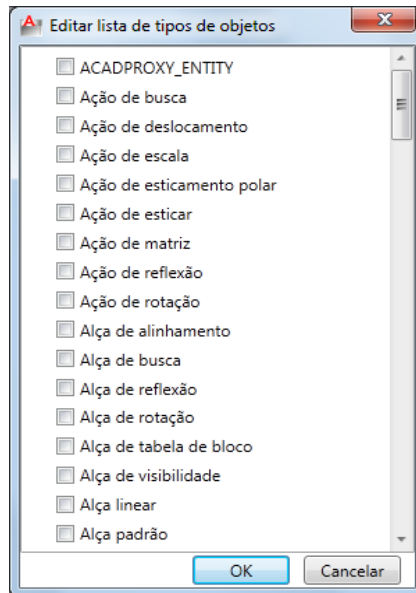 Editar lista de tipos de objetos
ACADPROXY_ENTITY
Ação de busca
Ação de deslocamento
Ação de escala
Ação de esticamento polar
Ação de esticar
Ação de matriz
Ação de reflexão
Ação de rotação
Alça de alinhamento
Alça de busca
Alça de reflexão
Alça de rotação
Alça de tabela de bloco
Alça de visibilidade
Alça linear
Alça padrão
OK Cancelar